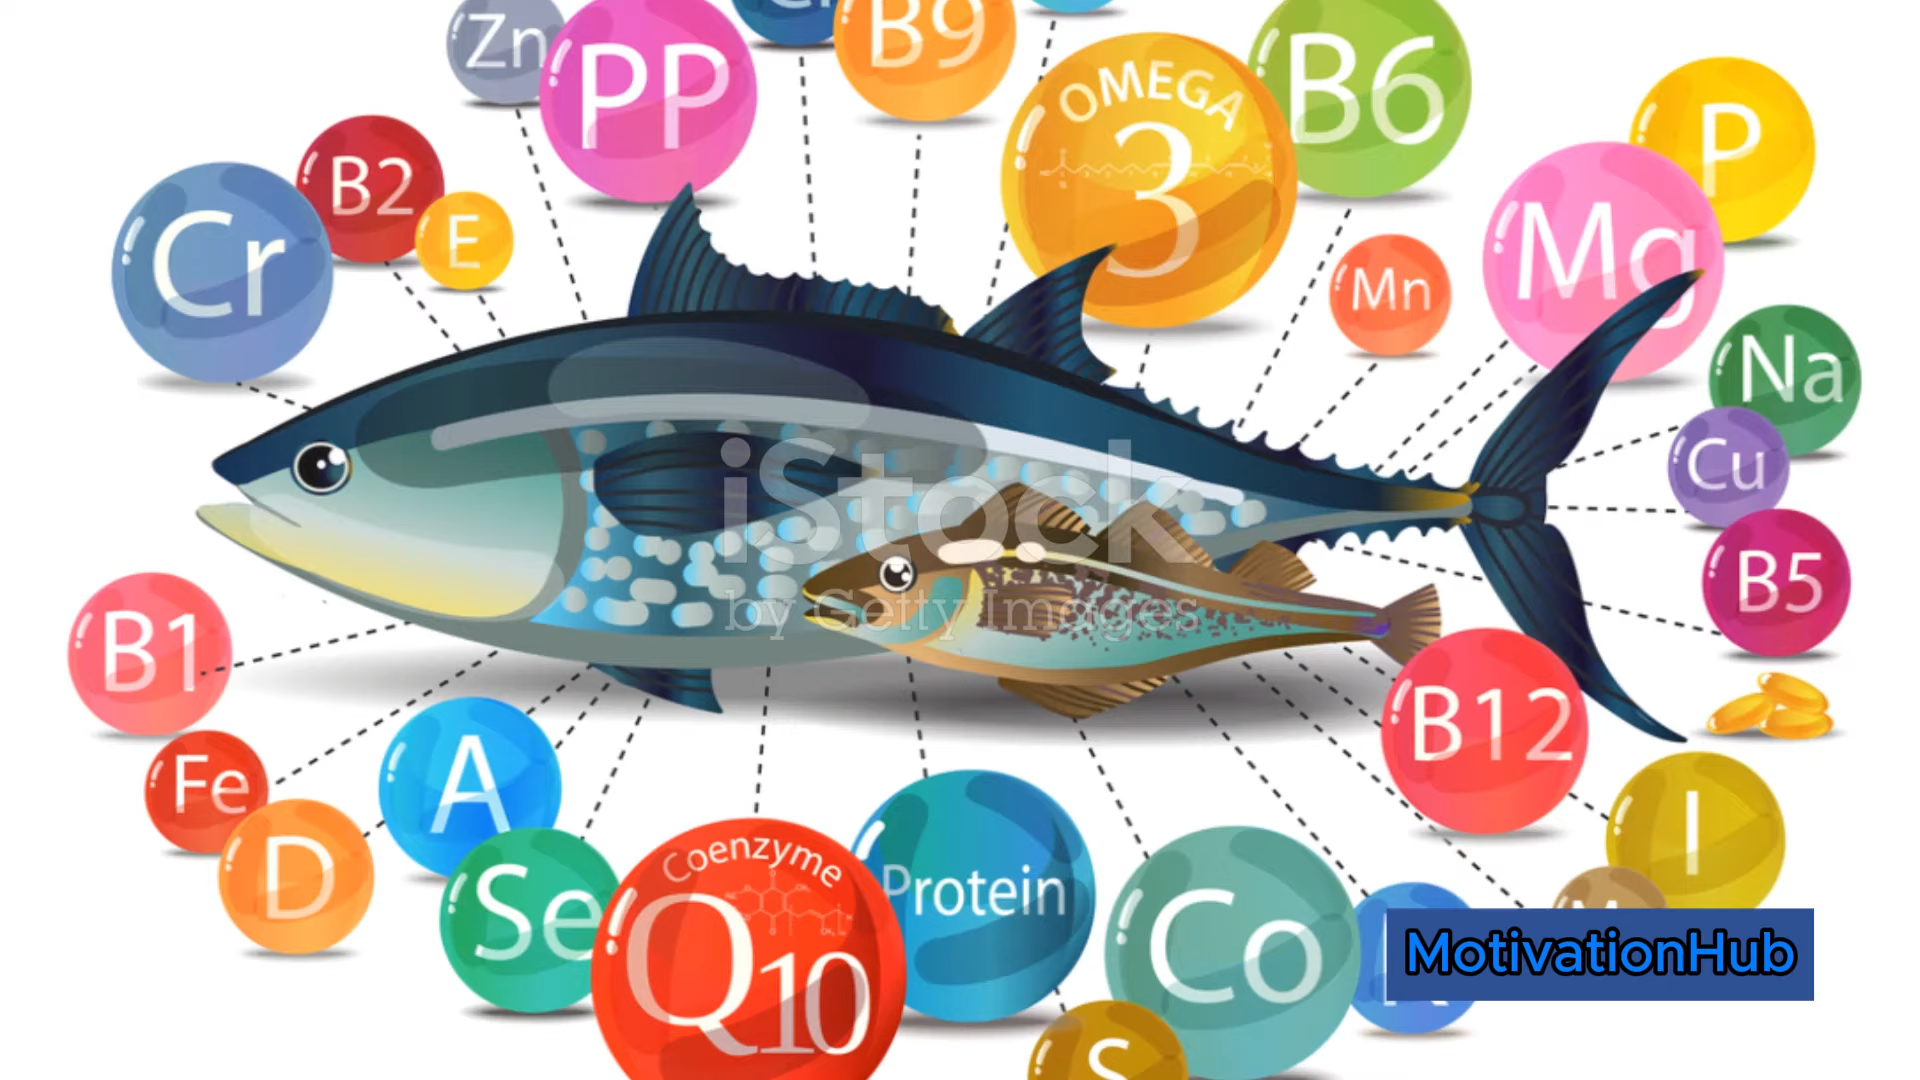 Zn
PP
B9
OMEGA
3
B6
P
Cr
B2
E
Mn
Mg
Na
Cu
iStock
by Getty Images
B5
B1
B12
Fe
A
D
Se
Coenzyme
Q10
Protein
Co
I
MotivationHub
S